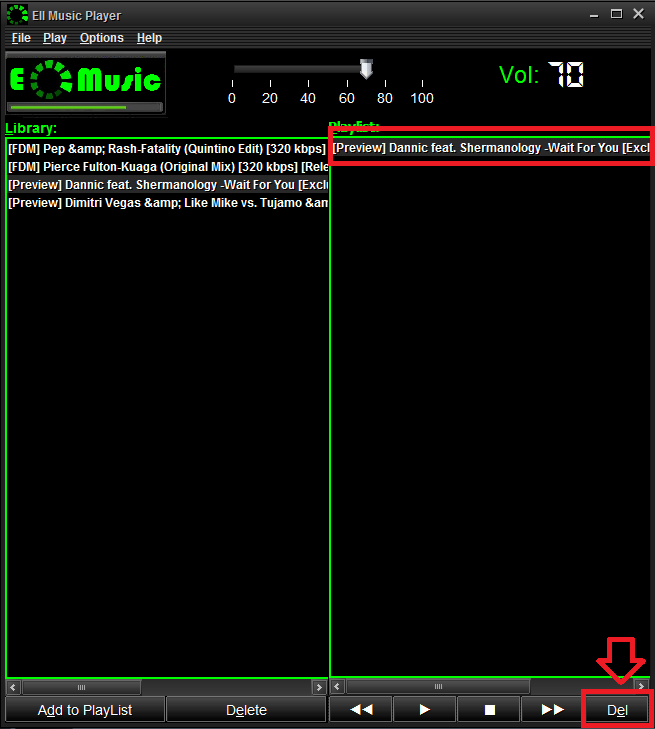 Ell Music Player
File Play Options Help
E Music
0 20 40 60 80 100
Vol: 70
Library:
[FDM] Pep &amp; Rash-Fatality (Quintino Edit) [320 kbps]
[FDM] Pierce Fulton-Kuaga (Original Mix) [320 kbps] [Rele
[Preview] Dannic feat. Shermanology -Wait For You [Exclu
[Preview] Dimitri Vegas &amp; Like Mike vs. Tujamo &am
Playlist:
[Preview] Dannic feat. Shermanology -Wait For You [Excl
Add to PlayList Delete Del